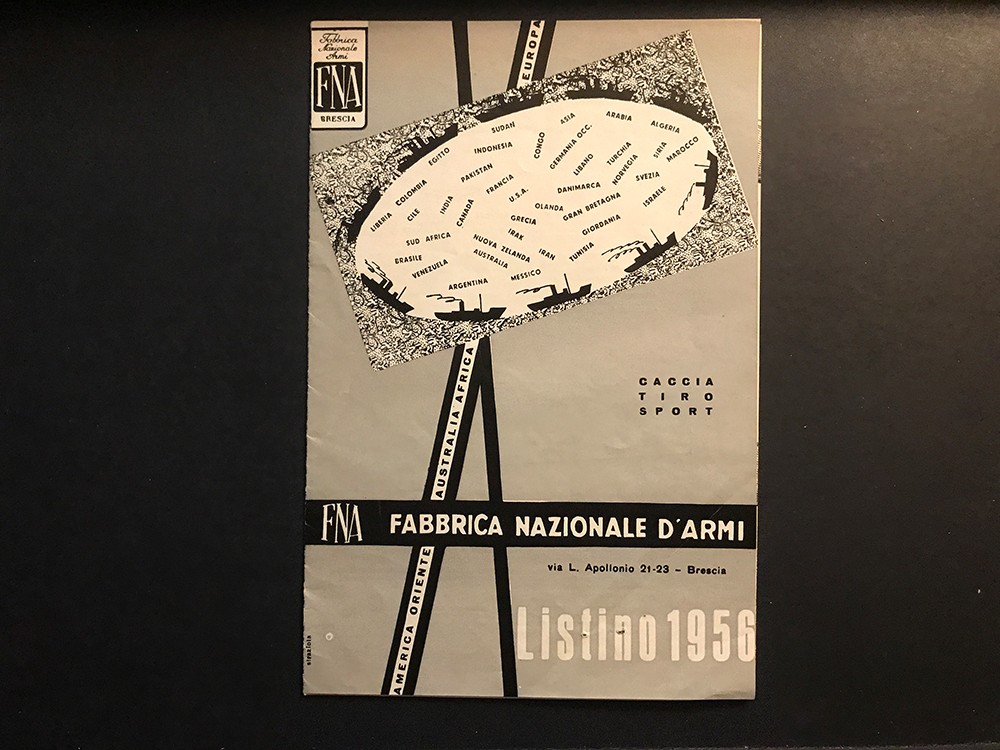 Fabbrica
Nazionale
Armi
FNA
BRESCIA
EUROPA
SUDAN
ASIA
ARABIA
ALGERIA
EGITTO
INDONESIA
CONGO
GERMANIA OCC.
LIBANO
TURCHIA
NORVEGIA
SIRIA
MAROCCO
COLOMBIA
PAKISTAN
FRANCIA
U.S.A.
DANIMARCA
SVEZIA
LIBERIA
CILE
INDIA
CANADÀ
OLANDA
GRAN BRETAGNA
ISRAELE
GRECIA
GIORDANIA
SUD AFRICA
IRAK
BRASILE
NUOVA ZELANDA
IRAN
TUNISIA
VENEZUELA
AUSTRALIA
ARGENTINA
MESSICO
AUSTRALIA AFRICA
CACCIA
TIRO
SPORT
FNA FABBRICA NAZIONALE D'ARMI
via L. Apollonio 21-23 - Brescia
AMERICA ORIENTE
Listino 1956